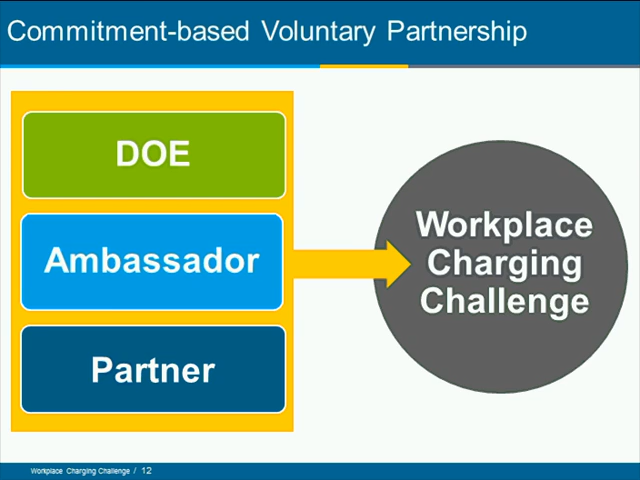 Commitment-based Voluntary Partnership
DOE
Ambassador
Partner
Workplace
Charging
Challenge
Workplace Charging Challenge / 12